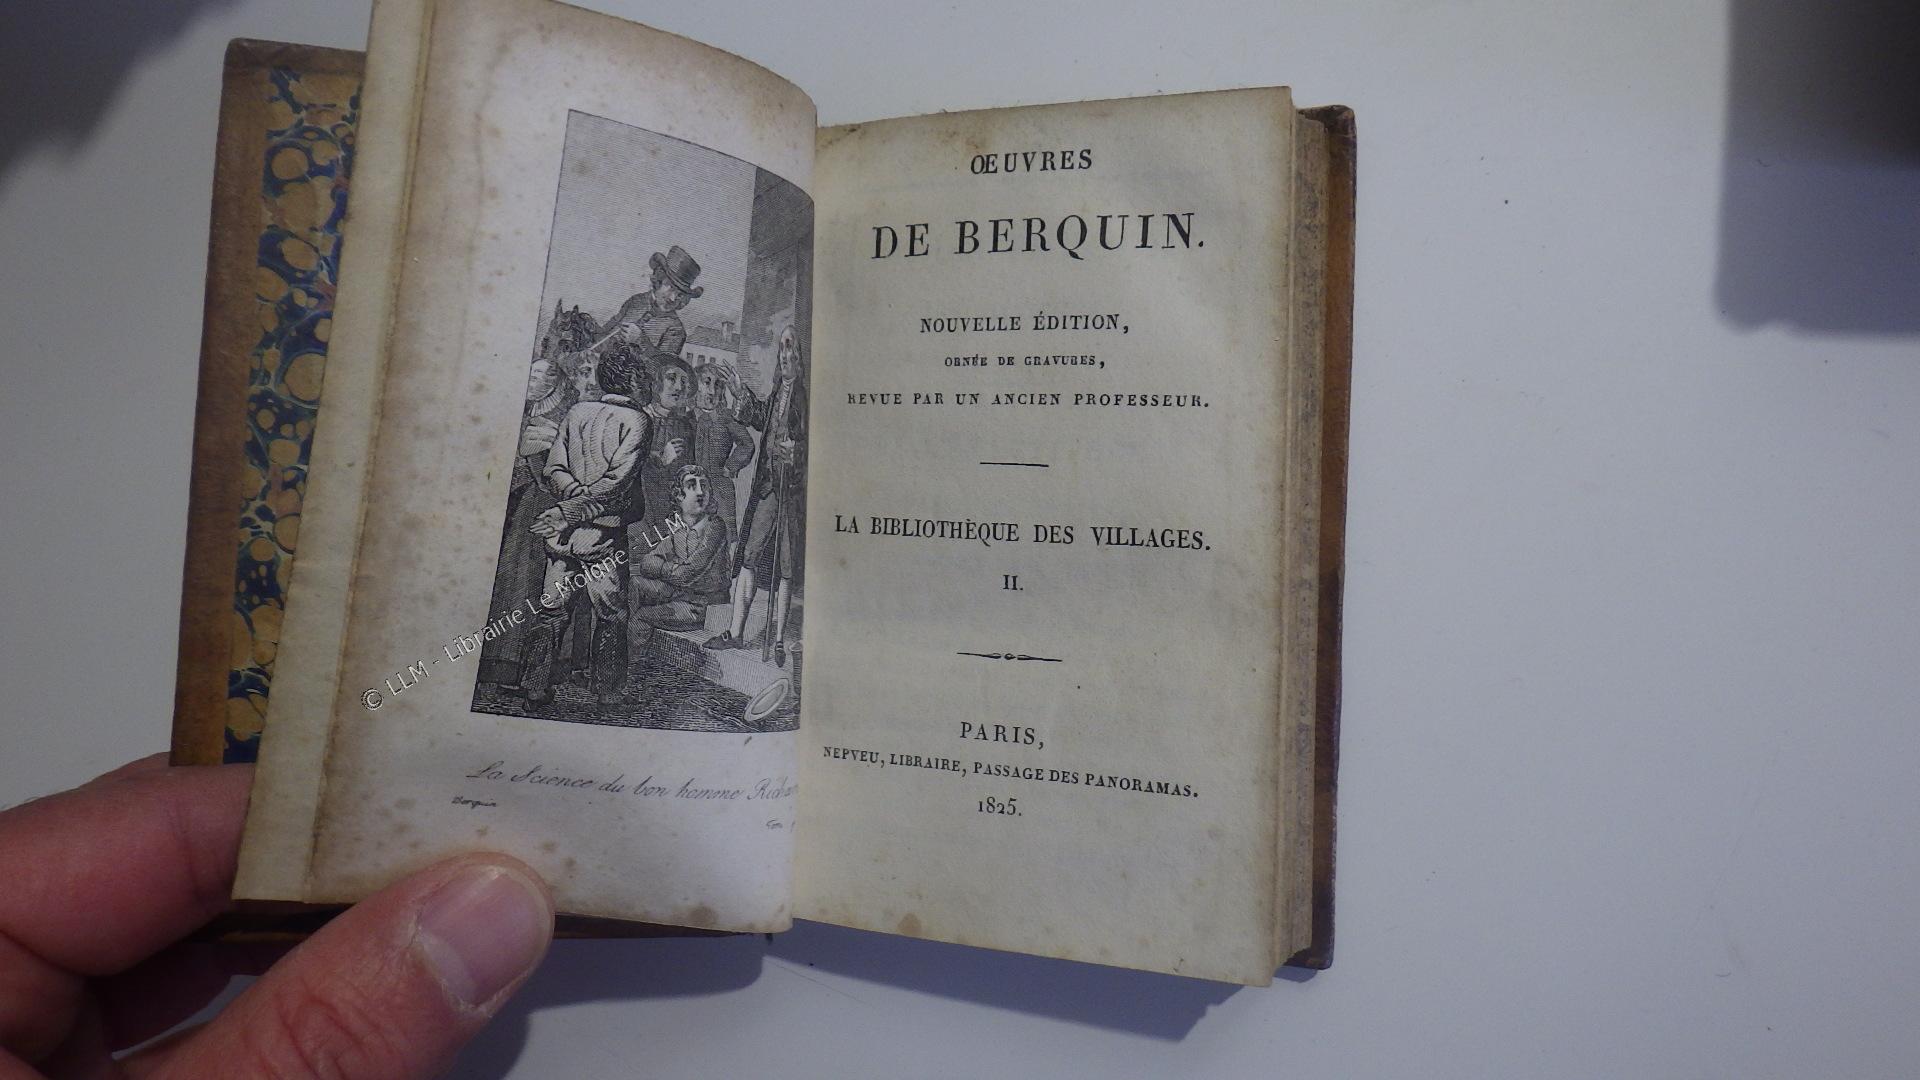 La Science du bon homme
Berquin
© LLM - Librairie Le Moigne - LLM
ŒUVRES
DE BERQUIN.
NOUVELLE ÉDITION,
ORNÉE DE GRAVURES,
REVUE PAR UN ANCIEN PROFESSEUR.
LA BIBLIOTHÈQUE DES VILLAGES.
II.
PARIS,
NEPVEU, LIBRAIRE, PASSAGE DES PANORAMAS.
1825.